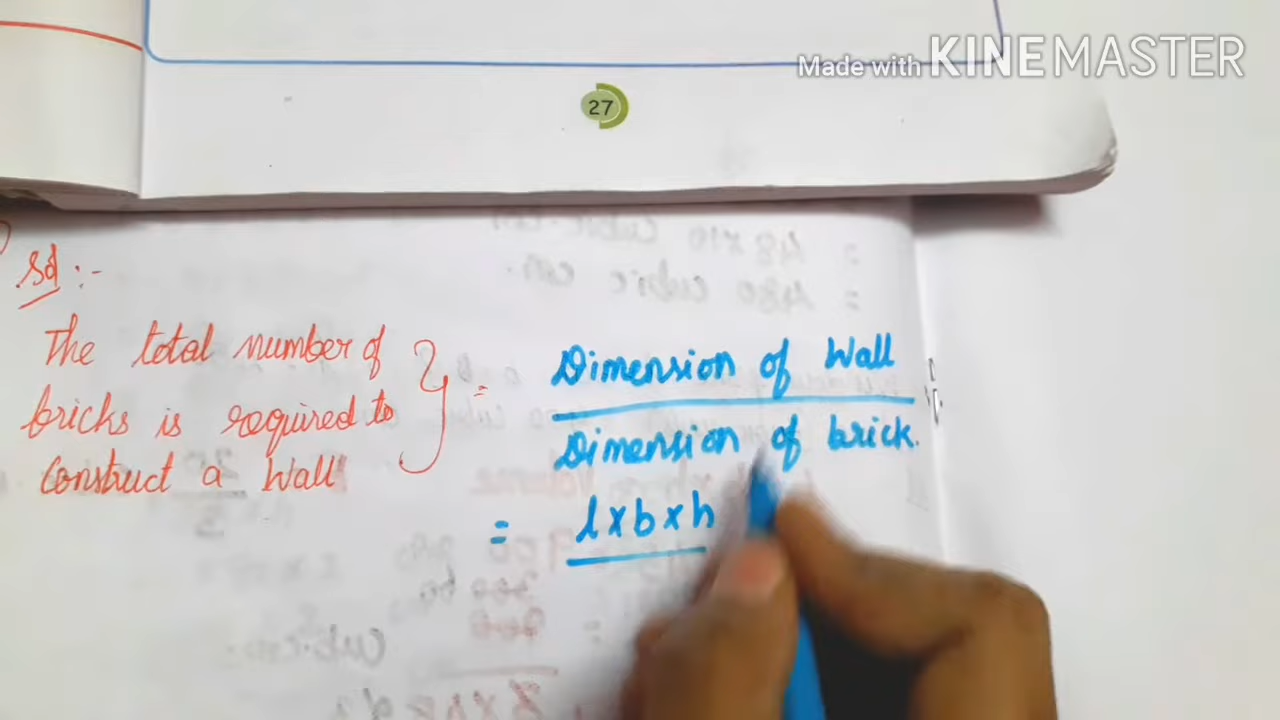 Made with KINEMASTER
27
Sol :-
The total number of
bricks is required to
construct a Wall
=
Dimension of Wall
Dimension of brick.
= l×b×h